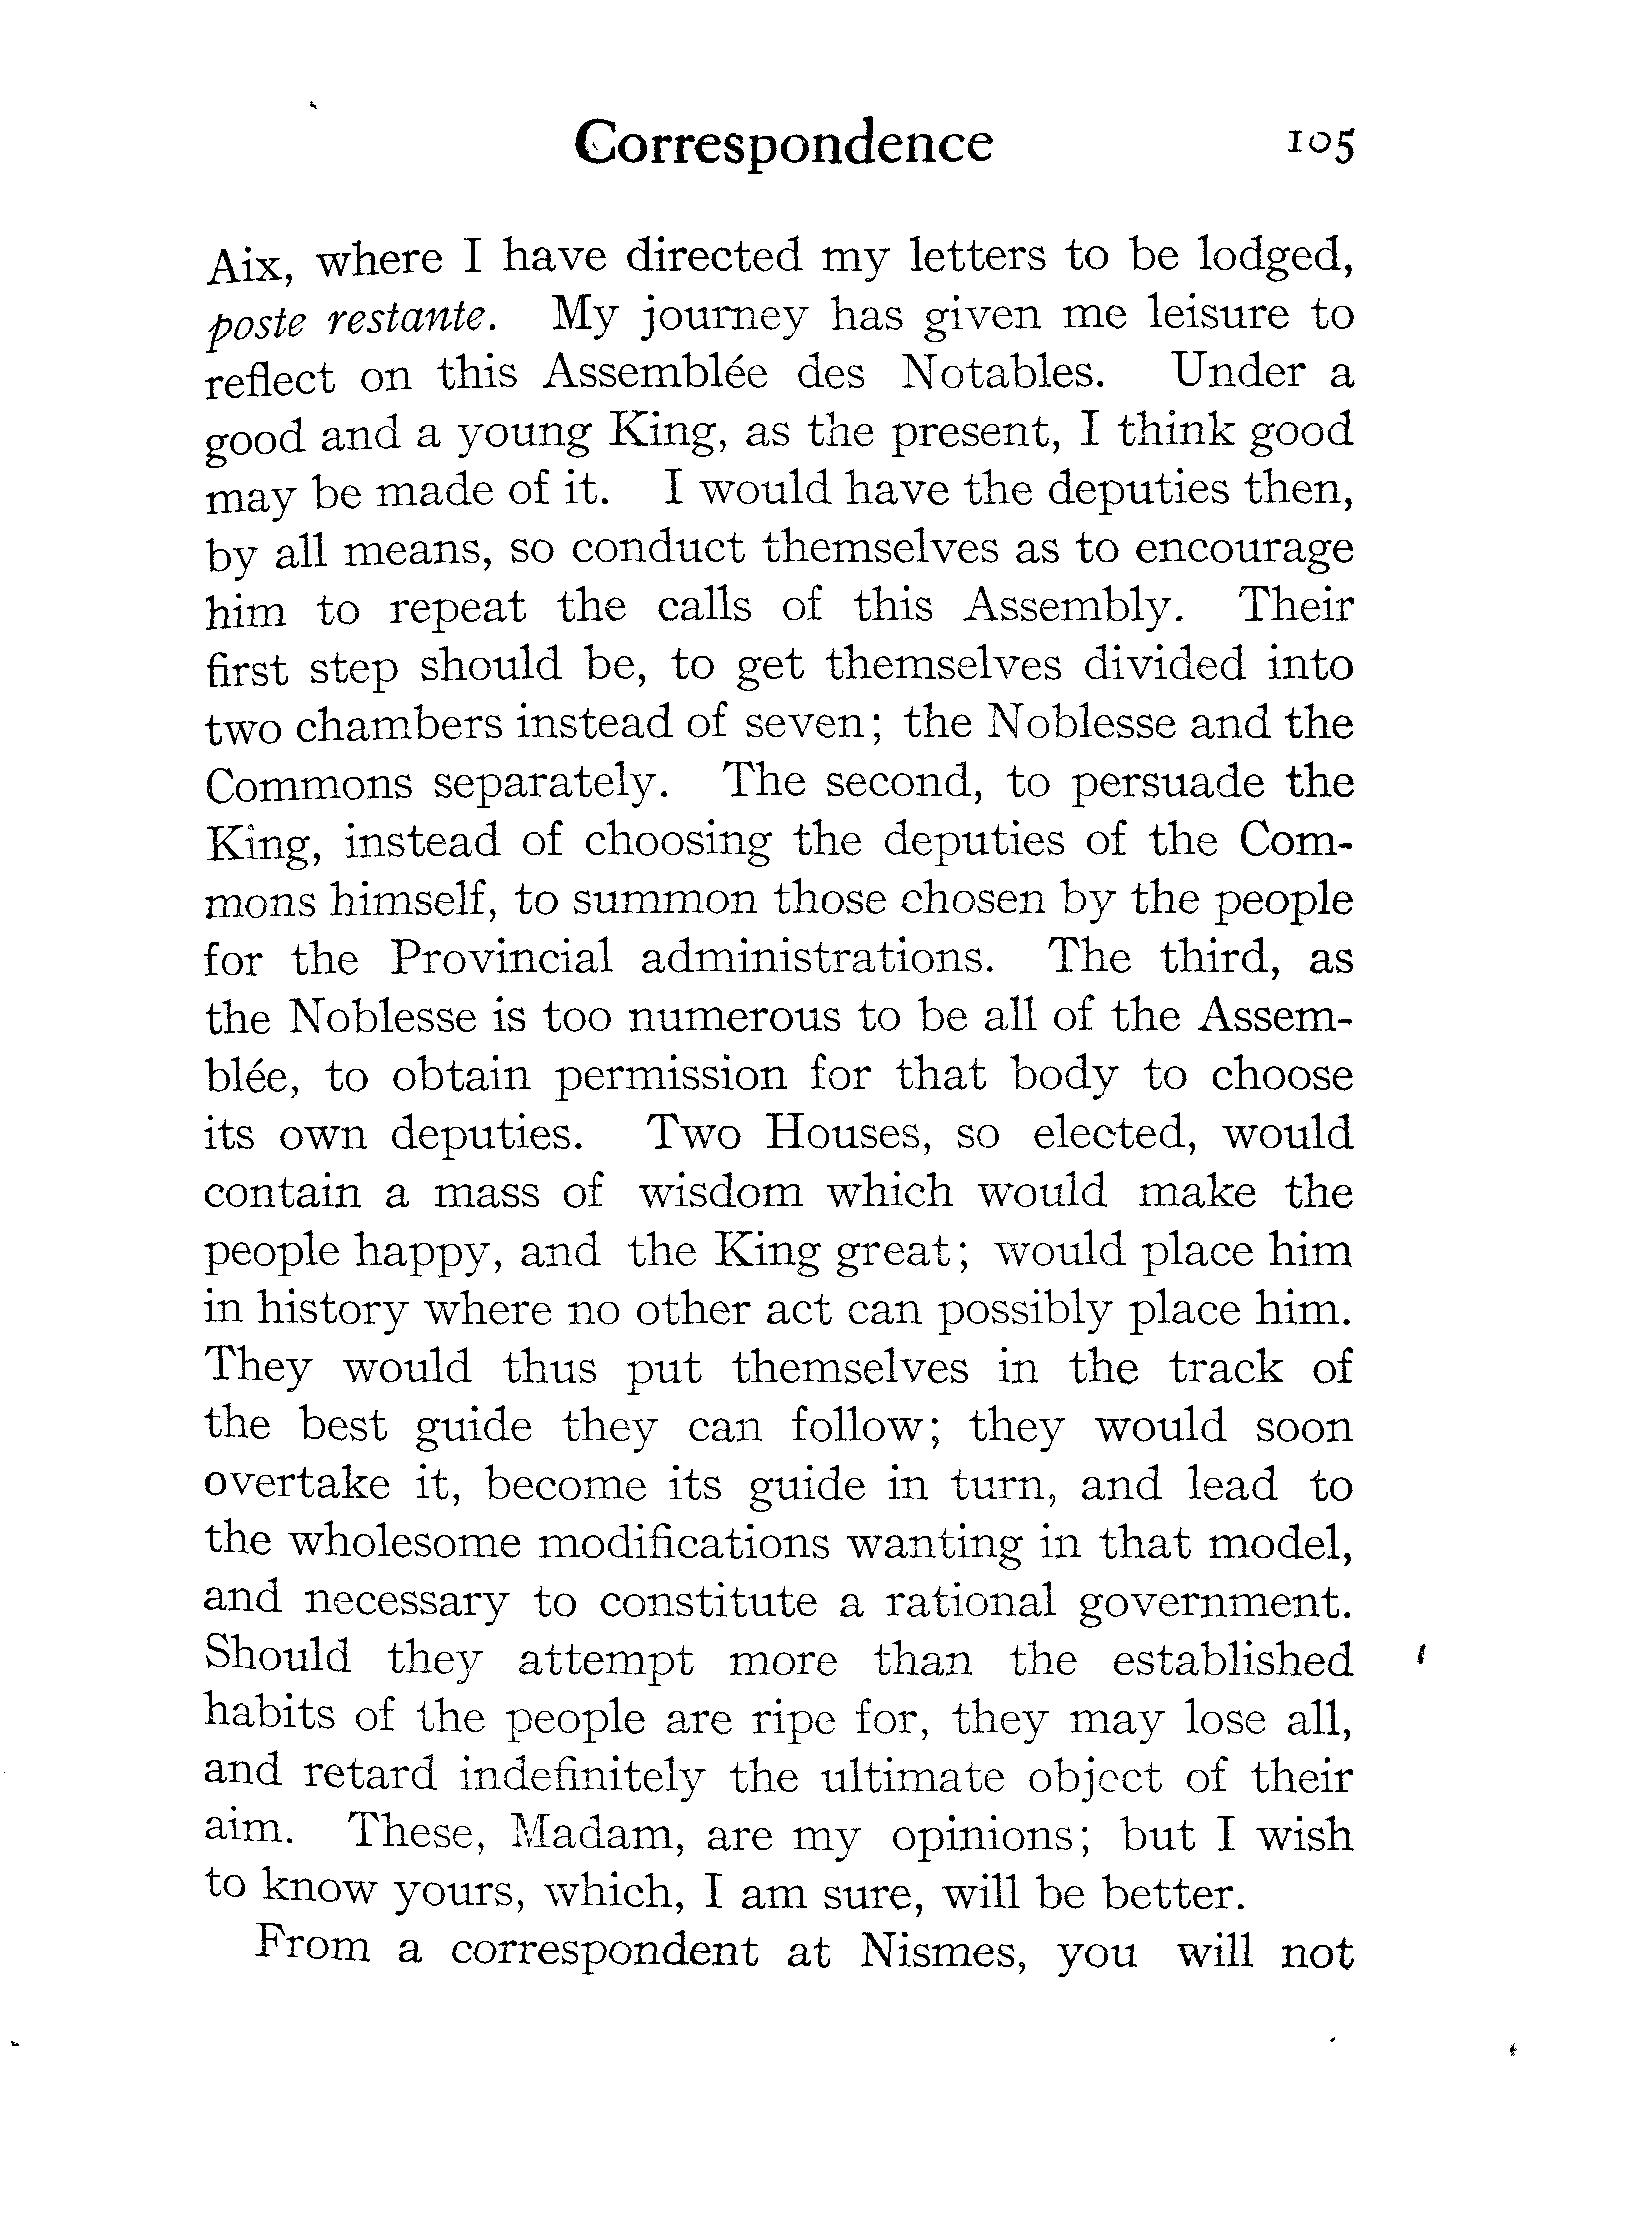 Correspondence 105
Aix, where I have directed my letters to be lodged,
poste restante. My journey has given me leisure to
reflect on this Assemblée des Notables. Under a
good and a young King, as the present, I think good
may be made of it. I would have the deputies then,
by all means, so conduct themselves as to encourage
him to repeat the calls of this Assembly. Their
first step should be, to get themselves divided into
two chambers instead of seven; the Noblesse and the
Commons separately. The second, to persuade the
King, instead of choosing the deputies of the Com-
mons himself, to summon those chosen by the people
for the Provincial administrations. The third, as
the Noblesse is too numerous to be all of the Assem-
blée, to obtain permission for that body to choose
its own deputies. Two Houses, so elected, would
contain a mass of wisdom which would make the
people happy, and the King great; would place him
in history where no other act can possibly place him.
They would thus put themselves in the track of
the best guide they can follow; they would soon
overtake it, become its guide in turn, and lead to
the wholesome modifications wanting in that model,
and necessary to constitute a rational government.
Should they attempt more than the established
habits of the people are ripe for, they may lose all,
and retard indefinitely the ultimate object of their
aim. These, Madam, are my opinions; but I wish
to know yours, which, I am sure, will be better.
From a correspondent at Nismes, you will not